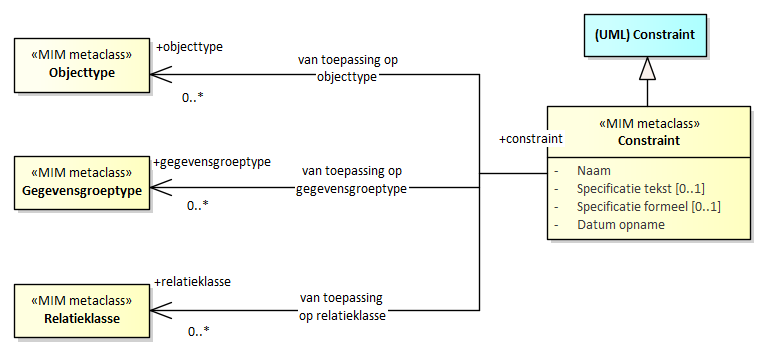 (UML) Constraint
«MIM metaclass»
Objecttype
+objecttype
0..*
van toepassing op
objecttype
«MIM metaclass»
Gegevensgroeptype
+gegevensgroeptype
0..*
van toepassing op
gegevensgroeptype
«MIM metaclass»
Relatieklasse
+relatieklasse
0..*
van toepassing
op relatieklasse
+constraint
«MIM metaclass»
Constraint
- Naam
- Specificatie tekst [0..1]
- Specificatie formeel [0..1]
- Datum opname